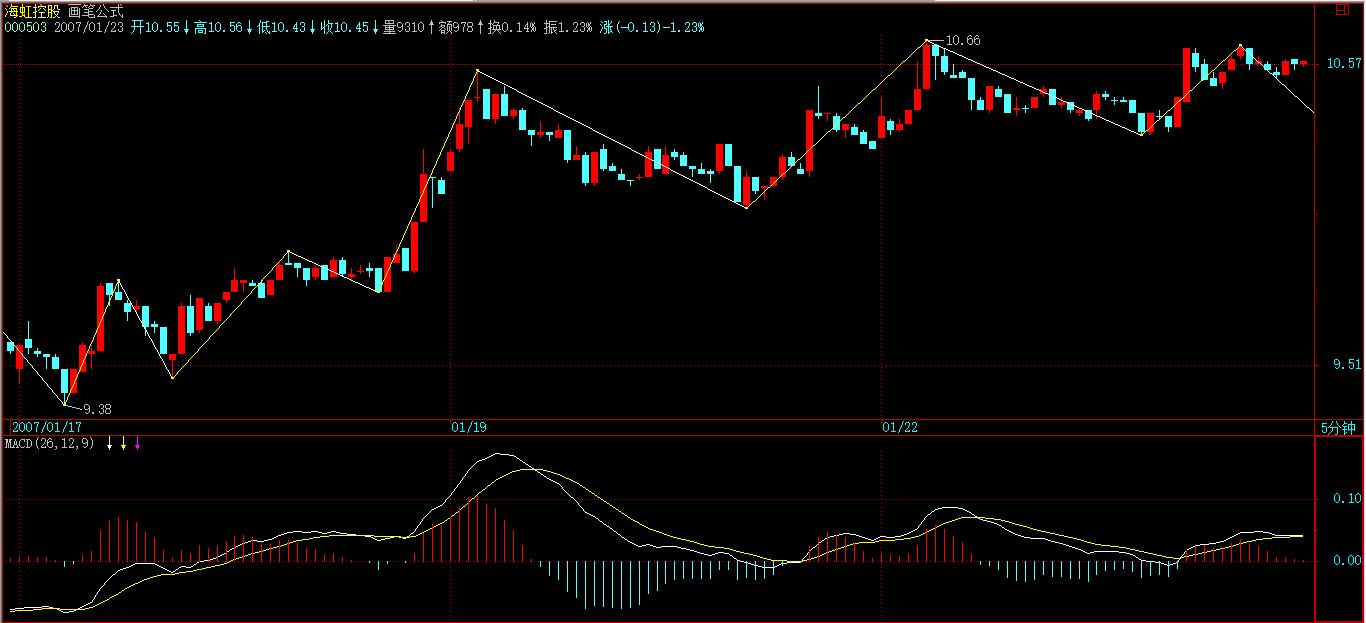 海虹控股 画笔公式
000503 2007/01/23 开10.55↓高10.56↓低10.43↓收10.45↓量9310↑额978↑换0.14% 振1.23% 涨(-0.13)-1.23%
10.66
10.57
9.51
9.38
2007/01/17 01/19 01/22 5分钟
MACD(26,12,9) ↓ ↓ ↓
0.10
0.00